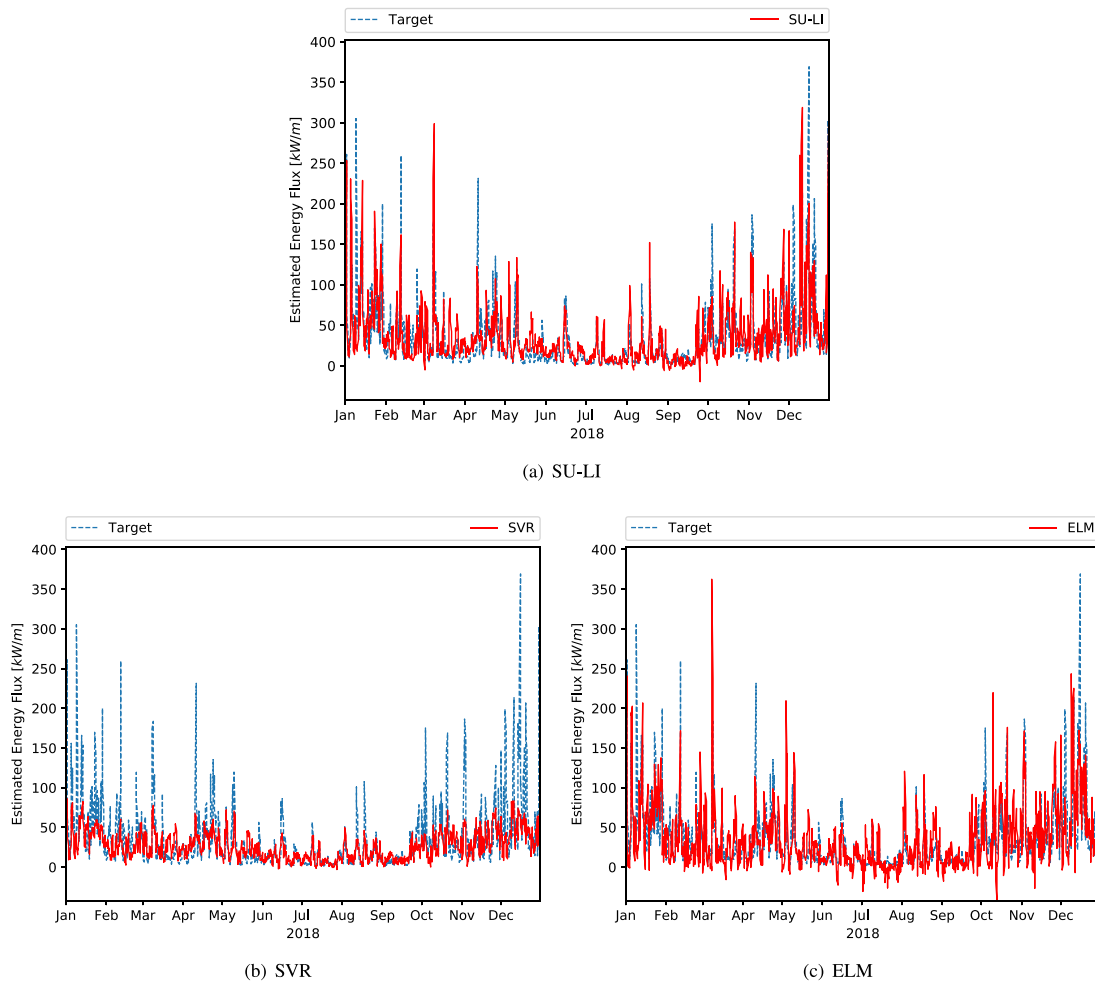 Target SU-LI
Estimated Energy Flux [kW/m]
400
350
300
250
200
150
100
50
0
Jan Feb Mar Apr May Jun Jul Aug Sep Oct Nov Dec
2018
(a) SU-LI
Target SVR
Estimated Energy Flux [kW/m]
400
350
300
250
200
150
100
50
0
Jan Feb Mar Apr May Jun Jul Aug Sep Oct Nov Dec
2018
(b) SVR
Target ELM
Estimated Energy Flux [kW/m]
400
350
300
250
200
150
100
50
0
Jan Feb Mar Apr May Jun Jul Aug Sep Oct Nov Dec
2018
(c) ELM